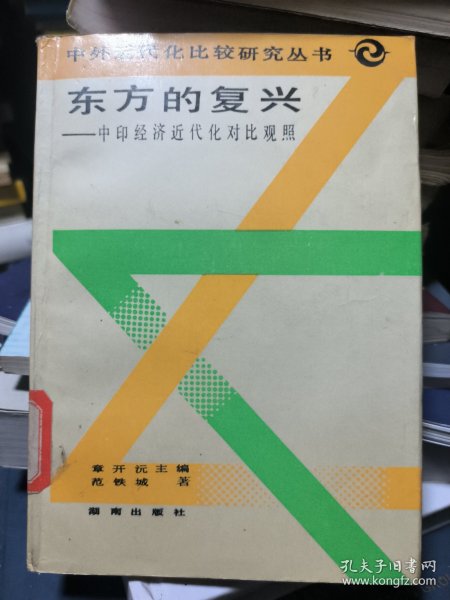 中外近代化比较研究丛书
东方的复兴
——中印经济近代化对比观照
章开沅主编
范铁城 著
湖南出版社
孔夫子旧书网
www.kongfz.com